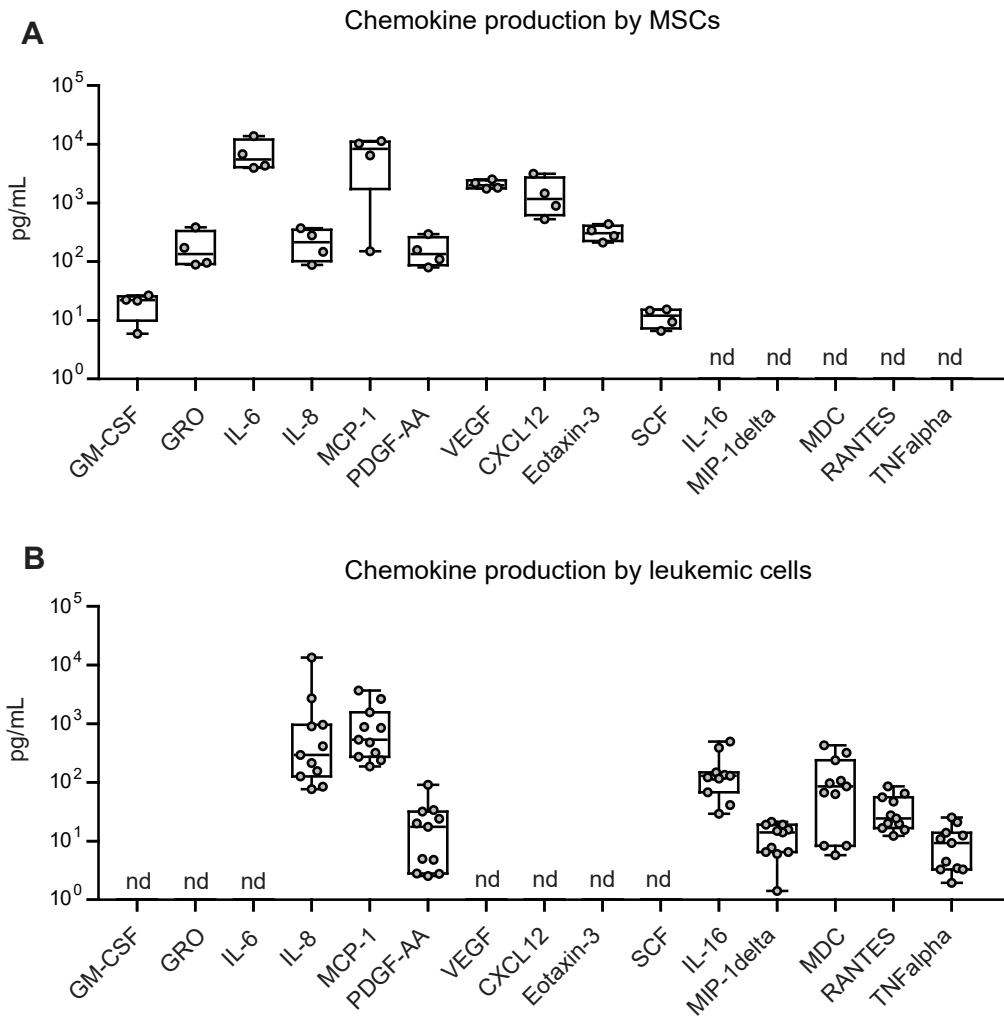 A
Chemokine production by MSCs
pg/mL
10^5
10^4
10^3
10^2
10^1
10^0
nd nd nd nd nd
GM-CSF GRO IL-6 IL-8 MCP-1 PDGF-AA VEGF CXCL12 Eotaxin-3 SCF IL-16 MIP-1delta MDC RANTES TNFalpha
B
Chemokine production by leukemic cells
pg/mL
10^5
10^4
10^3
10^2
10^1
10^0
nd nd nd nd nd nd nd
GM-CSF GRO IL-6 IL-8 MCP-1 PDGF-AA VEGF CXCL12 Eotaxin-3 SCF IL-16 MIP-1delta MDC RANTES TNFalpha